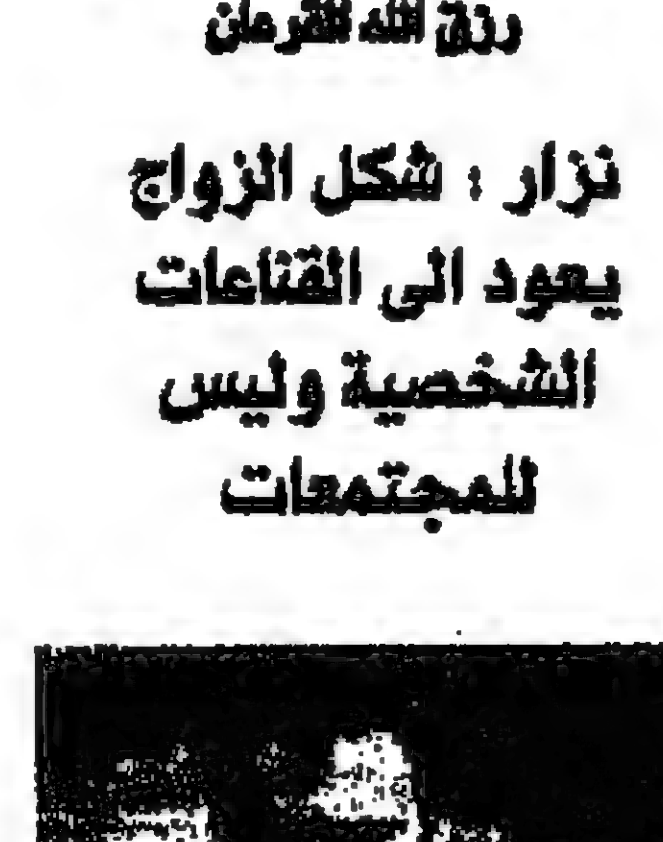 رزق الله القرمان
نزار : شكل الزواج
يعود الى القناعات
الشخصية وليس
للمجتمعات